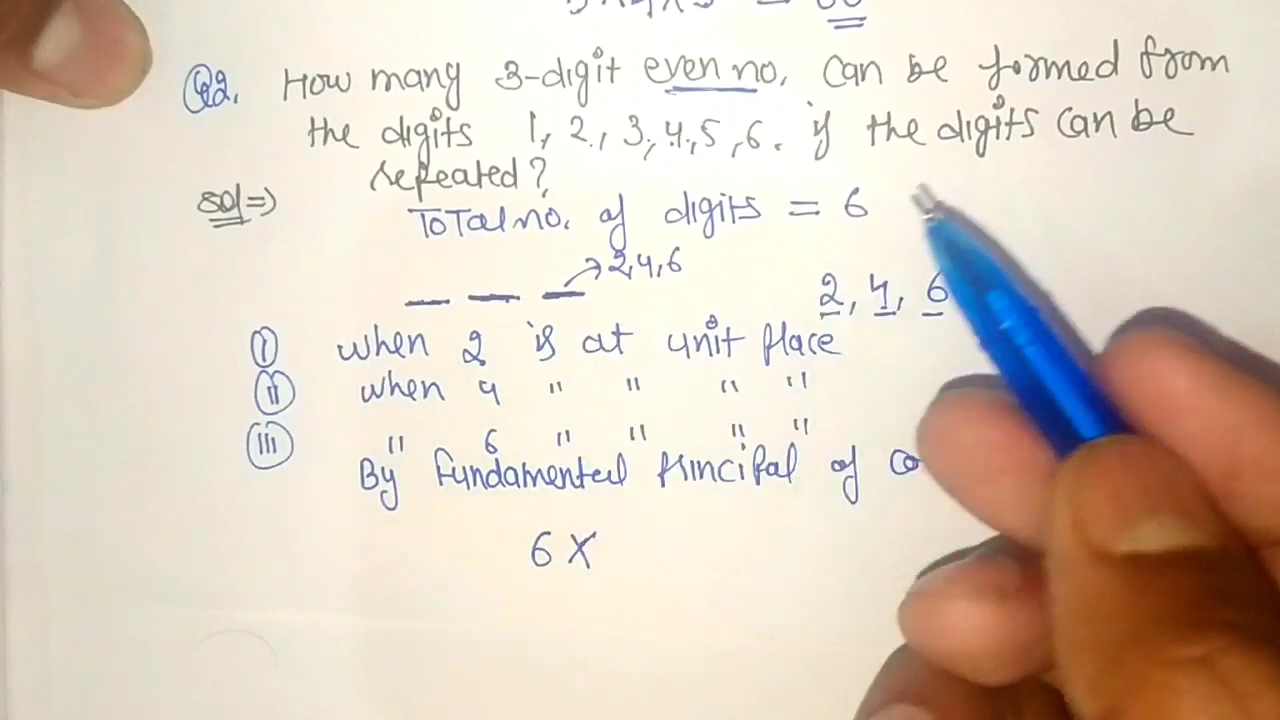 Q2. How many 3-digit even no. can be formed from
the digits 1, 2, 3, 4, 5, 6. if the digits can be
repeated?
Sol⇒
Total no. of digits = 6
→ 2,4,6
2, 4, 6
(i) when 2 is at unit place
(ii) when 4 " " " "
(iii) " 6 " " " "
By Fundamental Principal of co
6 X